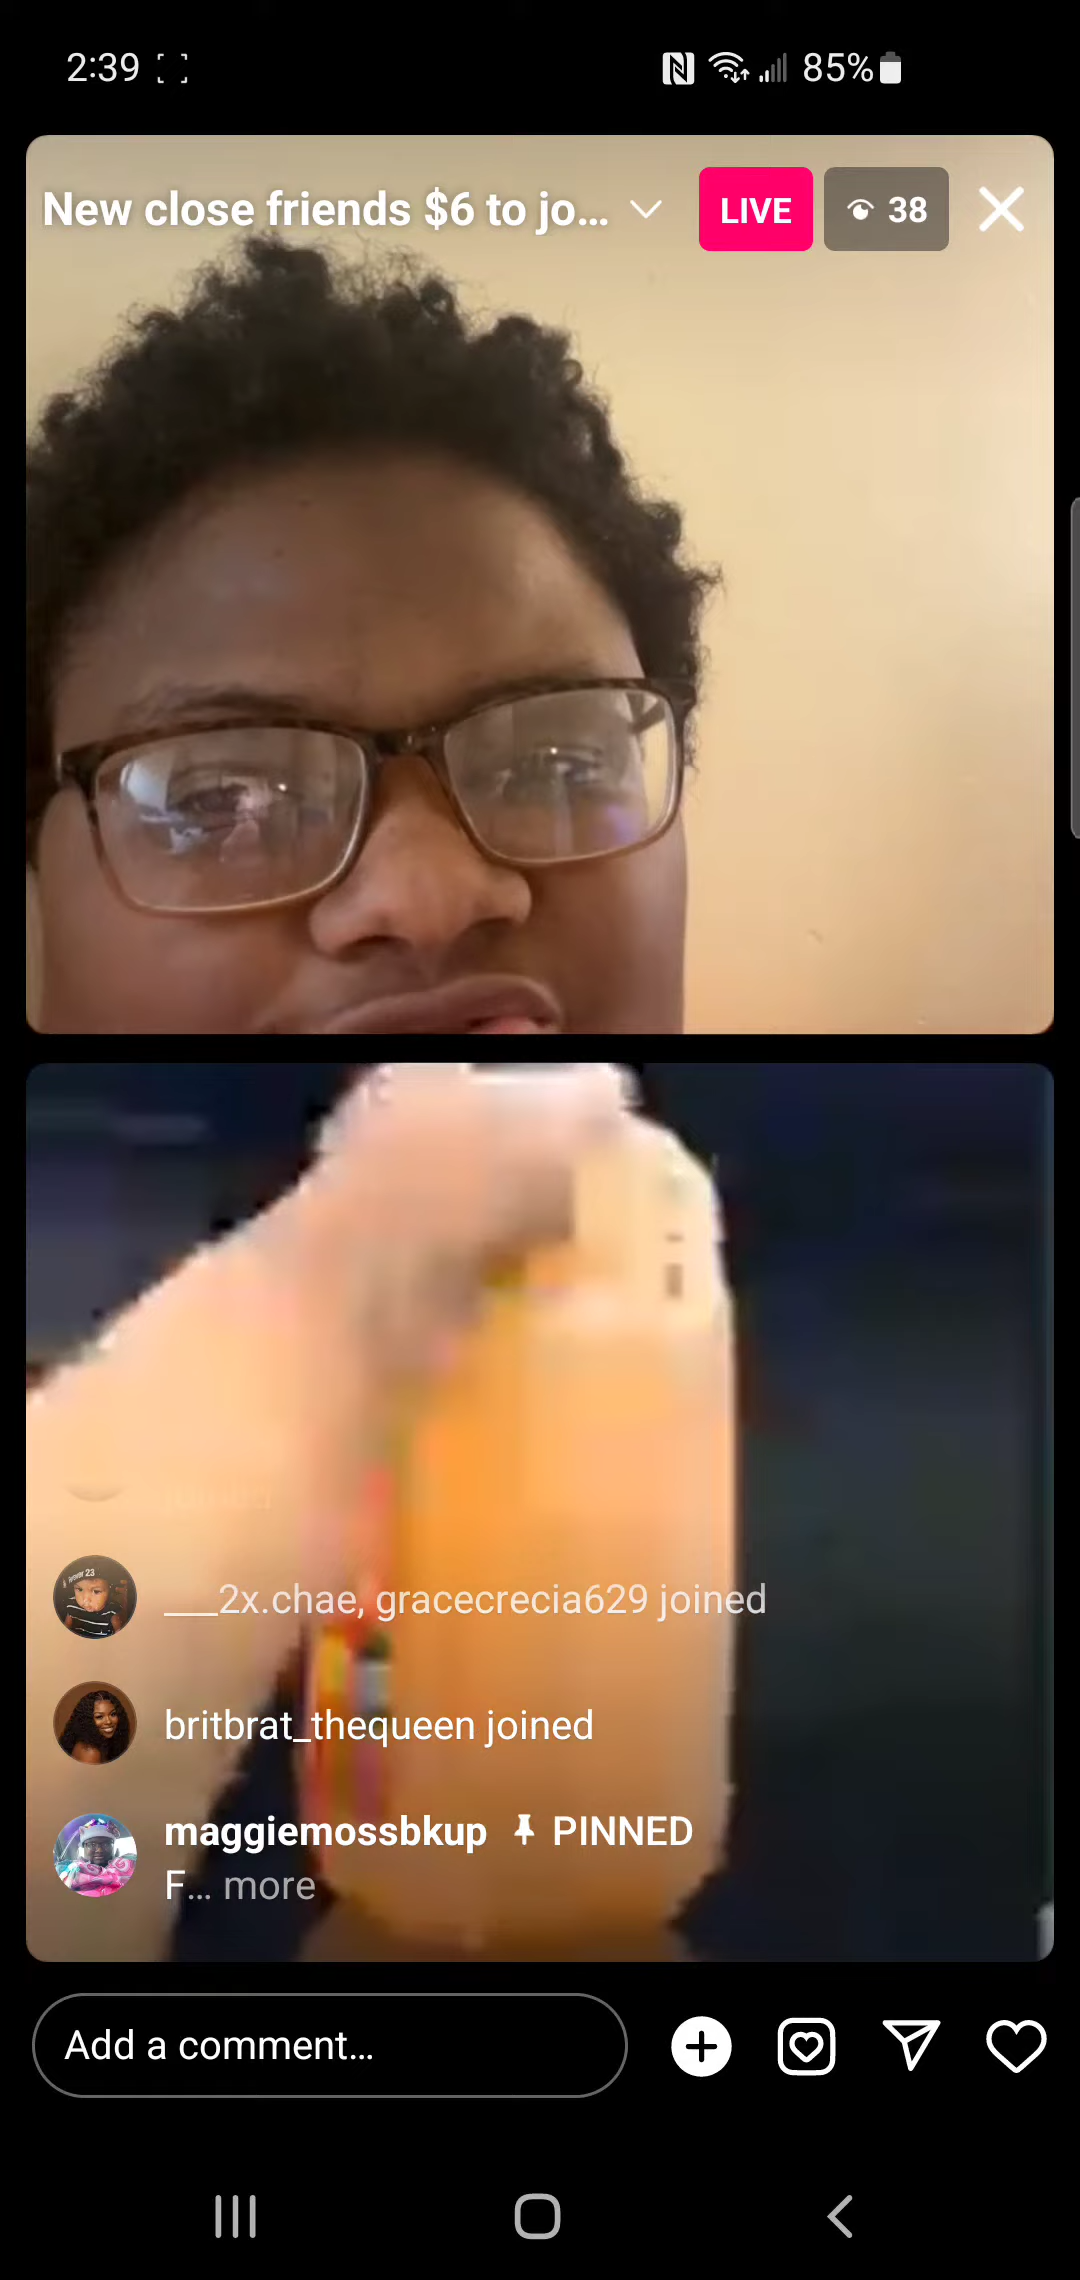 2:39 85%
New close friends $6 to jo... LIVE 38
___2x.chae, gracecrecia629 joined
britbrat_thequeen joined
maggiemossbkup PINNED
F... more
Add a comment...